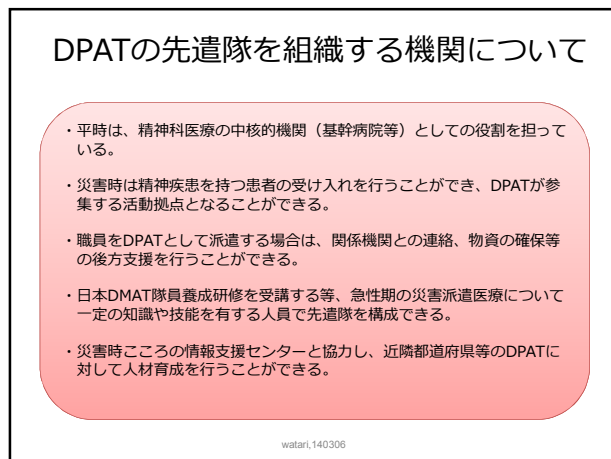 DPATの先遣隊を組織する機関について
・平時は、精神科医療の中核的機関（基幹病院等）としての役割を担って
いる。
・災害時は精神疾患を持つ患者の受け入れを行うことができ、DPATが参
集する活動拠点となることができる。
・職員をDPATとして派遣する場合は、関係機関との連絡、物資の確保等
の後方支援を行うことができる。
・日本DMAT隊員養成研修を受講する等、急性期の災害派遣医療について
一定の知識や技能を有する人員で先遣隊を構成できる。
・災害時こころの情報支援センターと協力し、近隣都道府県等のDPATに
対して人材育成を行うことができる。
watari,140306